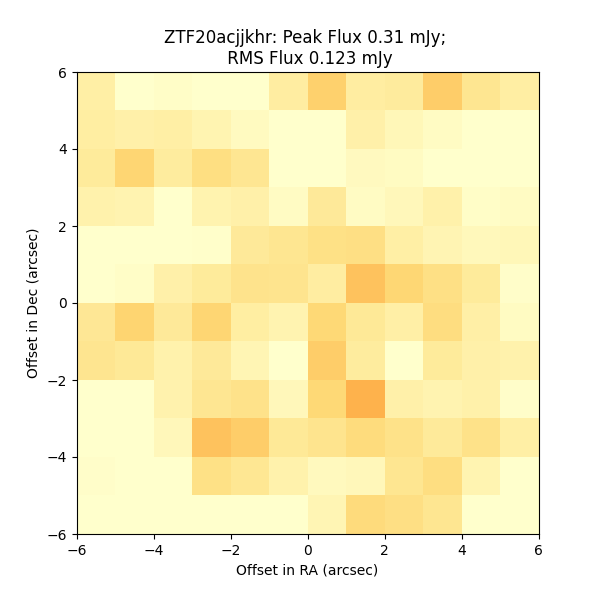 ZTF20acjjkhr: Peak Flux 0.31 mJy;
RMS Flux 0.123 mJy
6
4
2
0
−2
−4
−6
Offset in Dec (arcsec)
−6 −4 −2 0 2 4 6
Offset in RA (arcsec)